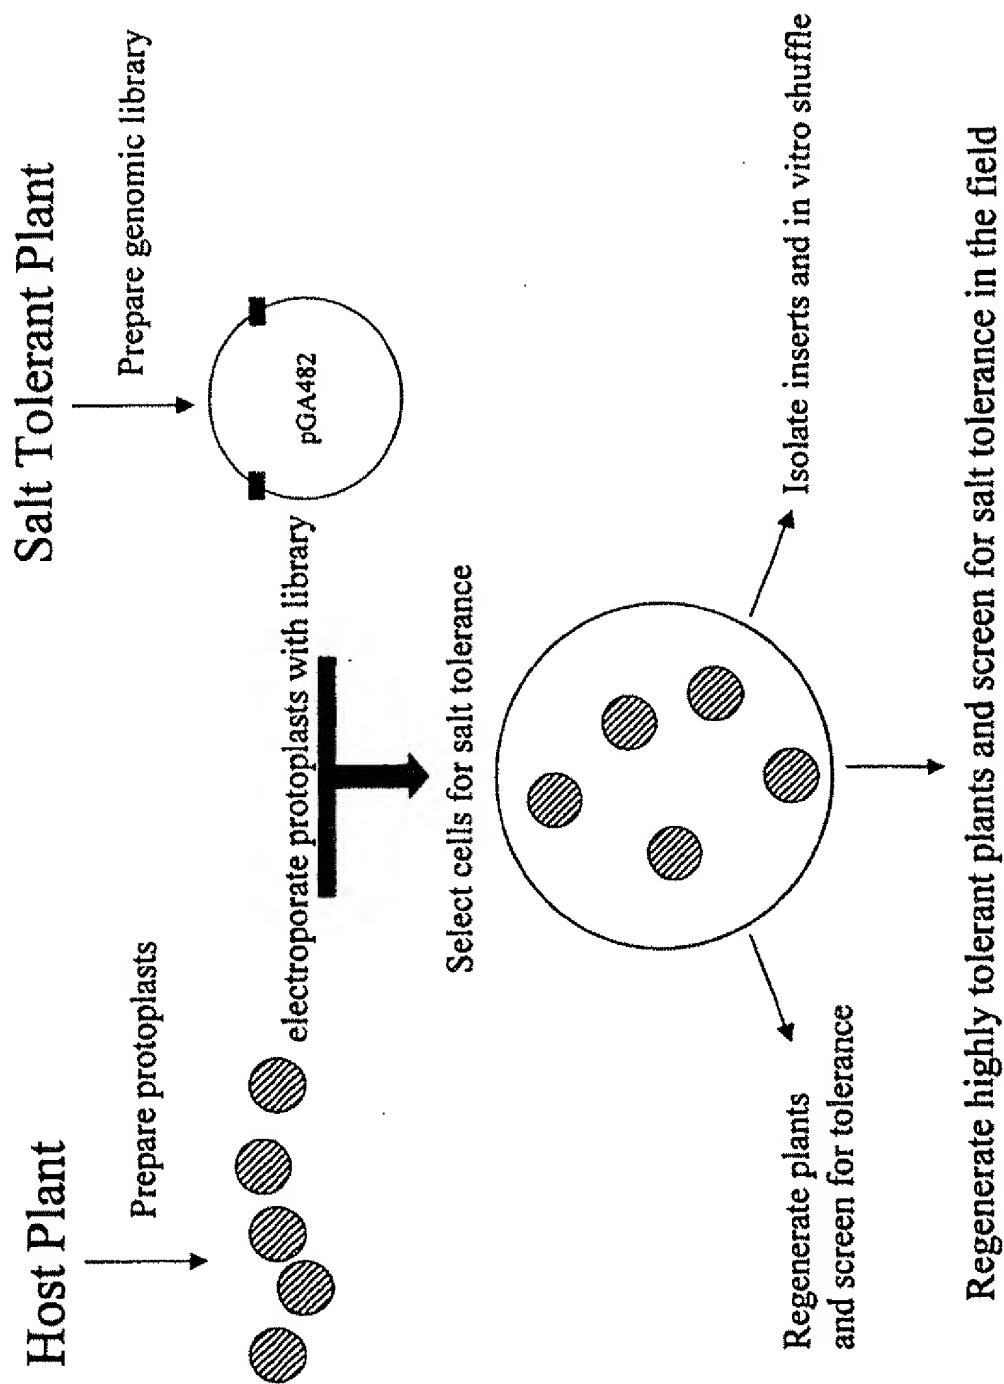 Host Plant
Salt Tolerant Plant
Prepare protoplasts
Prepare genomic library
pGA482
electroporate protoplasts with library
Select cells for salt tolerance
Regenerate plants
and screen for tolerance
Isolate inserts and in vitro shuffle
Regenerate highly tolerant plants and screen for salt tolerance in the field